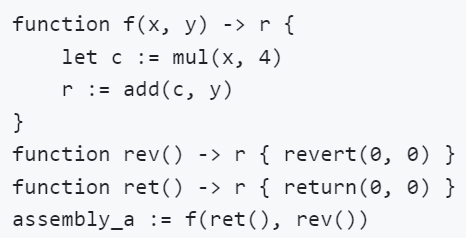 function f(x, y) -> r {
    let c := mul(x, 4)
    r := add(c, y)
}
function rev() -> r { revert(0, 0) }
function ret() -> r { return(0, 0) }
assembly_a := f(ret(), rev())